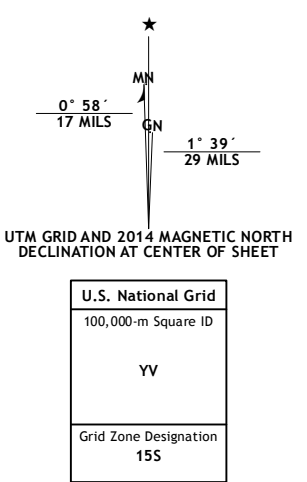 ★
MN
0° 58´
17 MILS
GN
1° 39´
29 MILS
UTM GRID AND 2014 MAGNETIC NORTH
DECLINATION AT CENTER OF SHEET
U.S. National Grid
100,000-m Square ID
YV
Grid Zone Designation
15S